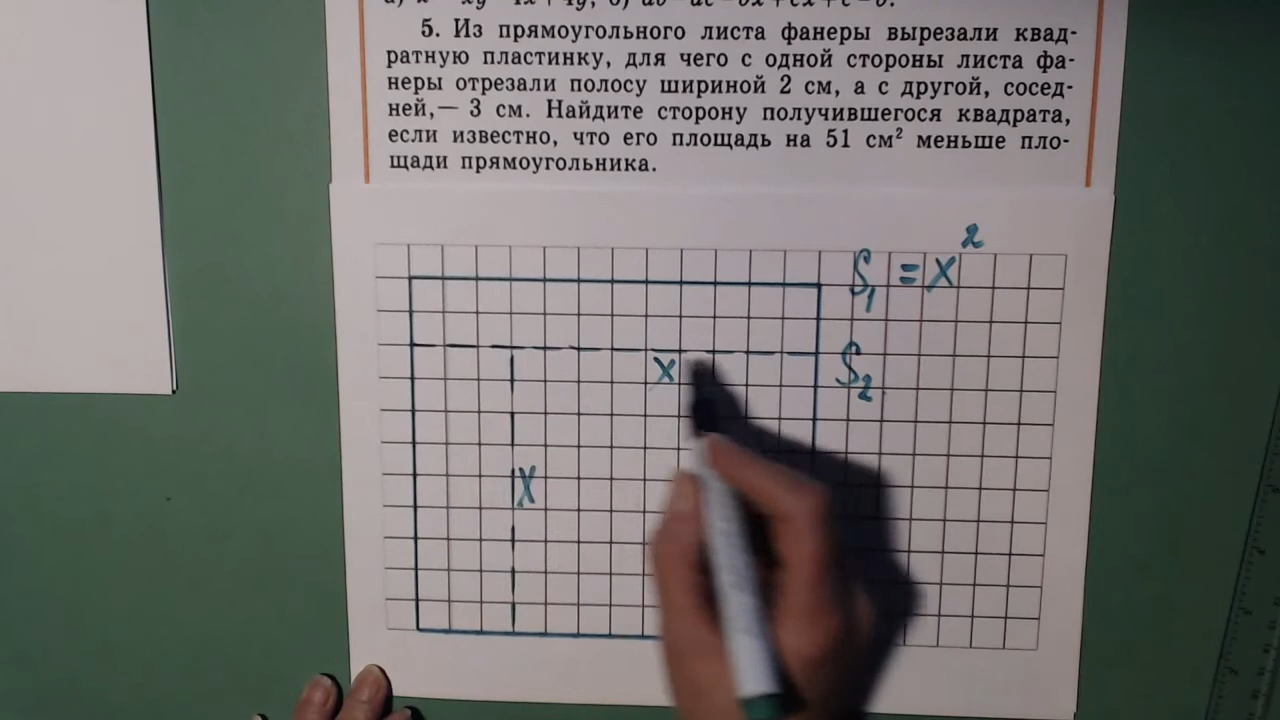 5. Из прямоугольного листа фанеры вырезали квад-
ратную пластинку, для чего с одной стороны листа фа-
неры отрезали полосу шириной 2 см, а с другой, сосед-
ней,— 3 см. Найдите сторону получившегося квадрата,
если известно, что его площадь на 51 см² меньше пло-
щади прямоугольника.
S₁ = x²
x
S₂
x